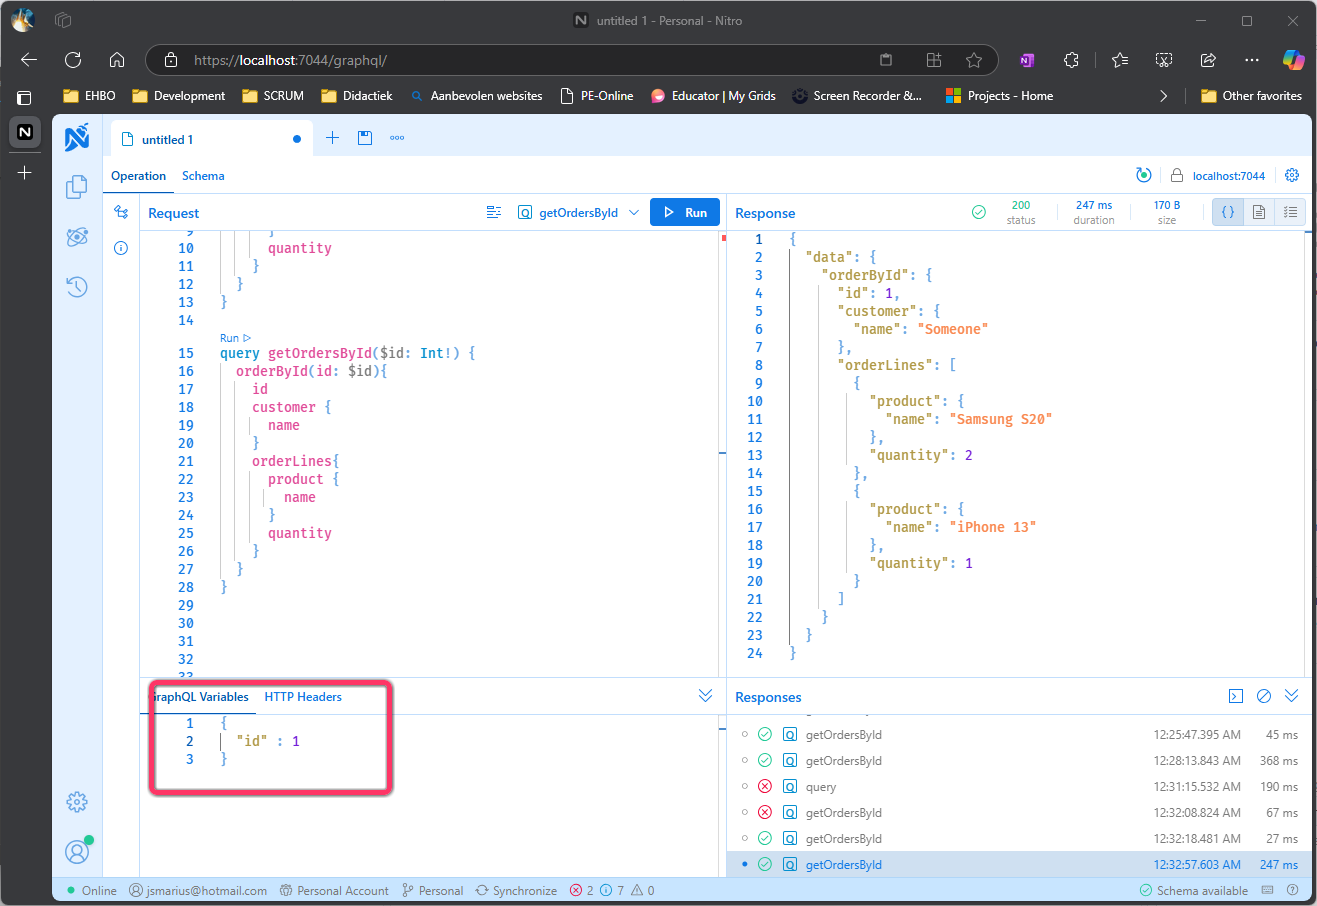 untitled 1 - Personal - Nitro
https://localhost:7044/graphql/
EHBO Development SCRUM Didactiek Aanbevolen websites PE-Online Educator | My Grids Screen Recorder &... Projects - Home Other favorites
untitled 1
Operation Schema
localhost:7044
Request
getOrdersById
Run
10 quantity
11 }
12 }
13 }
14
Run
15 query getOrdersById($id: Int!) {
16 orderById(id: $id){
17 id
18 customer {
19 name
20 }
21 orderLines{
22 product {
23 name
24 }
25 quantity
26 }
27 }
28 }
29
30
31
32
GraphQL Variables HTTP Headers
1 {
2 "id" : 1
3 }
Response
200 status
247 ms duration
170 B size
1 {
2 "data": {
3 "orderById": {
4 "id": 1,
5 "customer": {
6 "name": "Someone"
7 },
8 "orderLines": [
9 {
10 "product": {
11 "name": "Samsung S20"
12 },
13 "quantity": 2
14 },
15 {
16 "product": {
17 "name": "iPhone 13"
18 },
19 "quantity": 1
20 }
21 ]
22 }
23 }
24 }
Responses
getOrdersById 12:25:47.395 AM 45 ms
getOrdersById 12:28:13.843 AM 368 ms
query 12:31:15.532 AM 190 ms
getOrdersById 12:32:08.824 AM 67 ms
getOrdersById 12:32:18.481 AM 27 ms
getOrdersById 12:32:57.603 AM 247 ms
Online jsmarius@hotmail.com Personal Account Personal Synchronize 2 7 0 Schema available